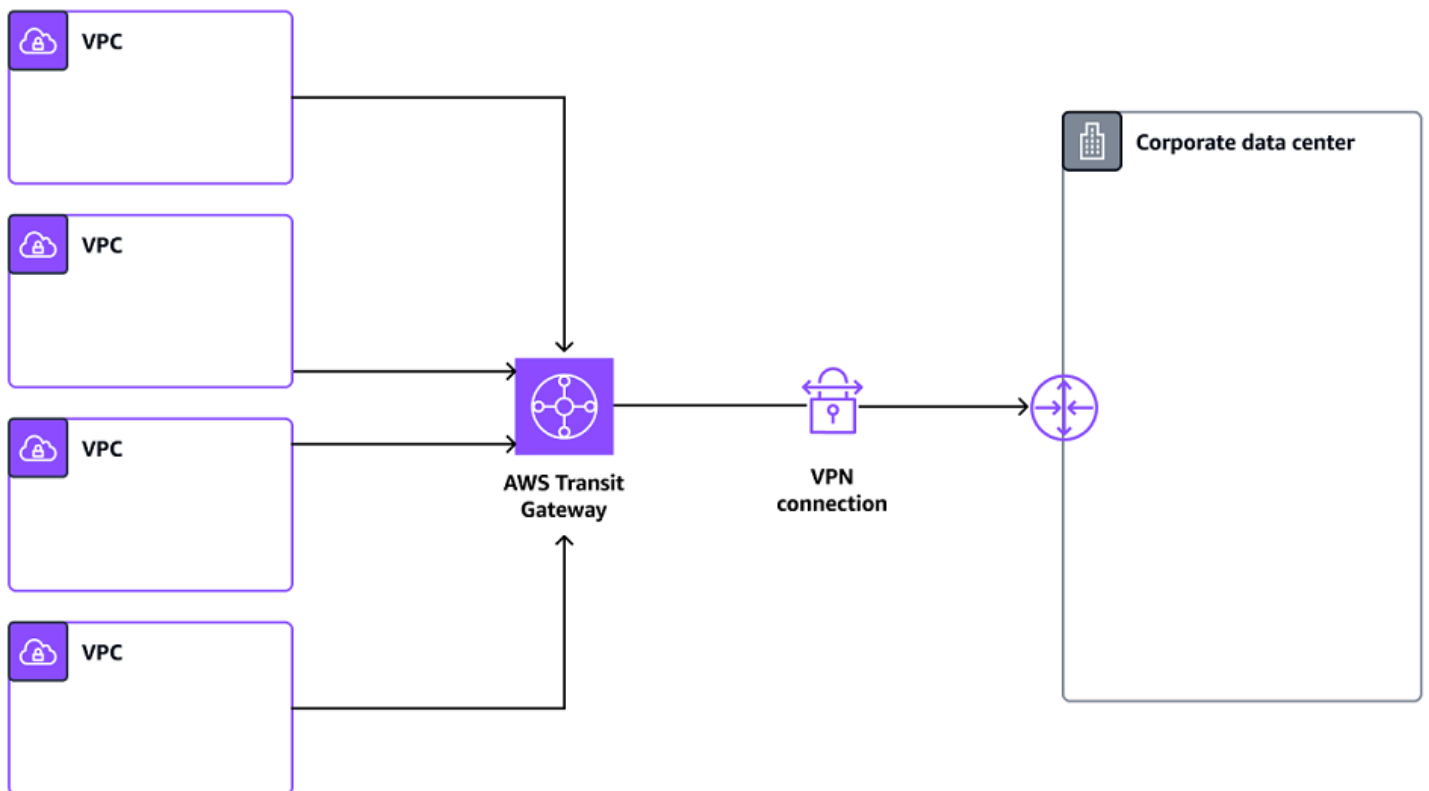 VPC
VPC
VPC
VPC
AWS Transit
Gateway
VPN
connection
Corporate data center